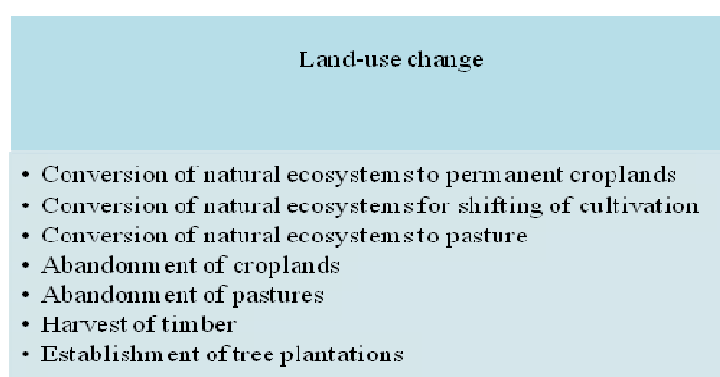 Land-use change
• Conversion of natural ecosystems to permanent croplands
• Conversion of natural ecosystems for shifting of cultivation
• Conversion of natural ecosystems to pasture
• Abandonment of croplands
• Abandonment of pastures
• Harvest of timber
• Establishment of tree plantations